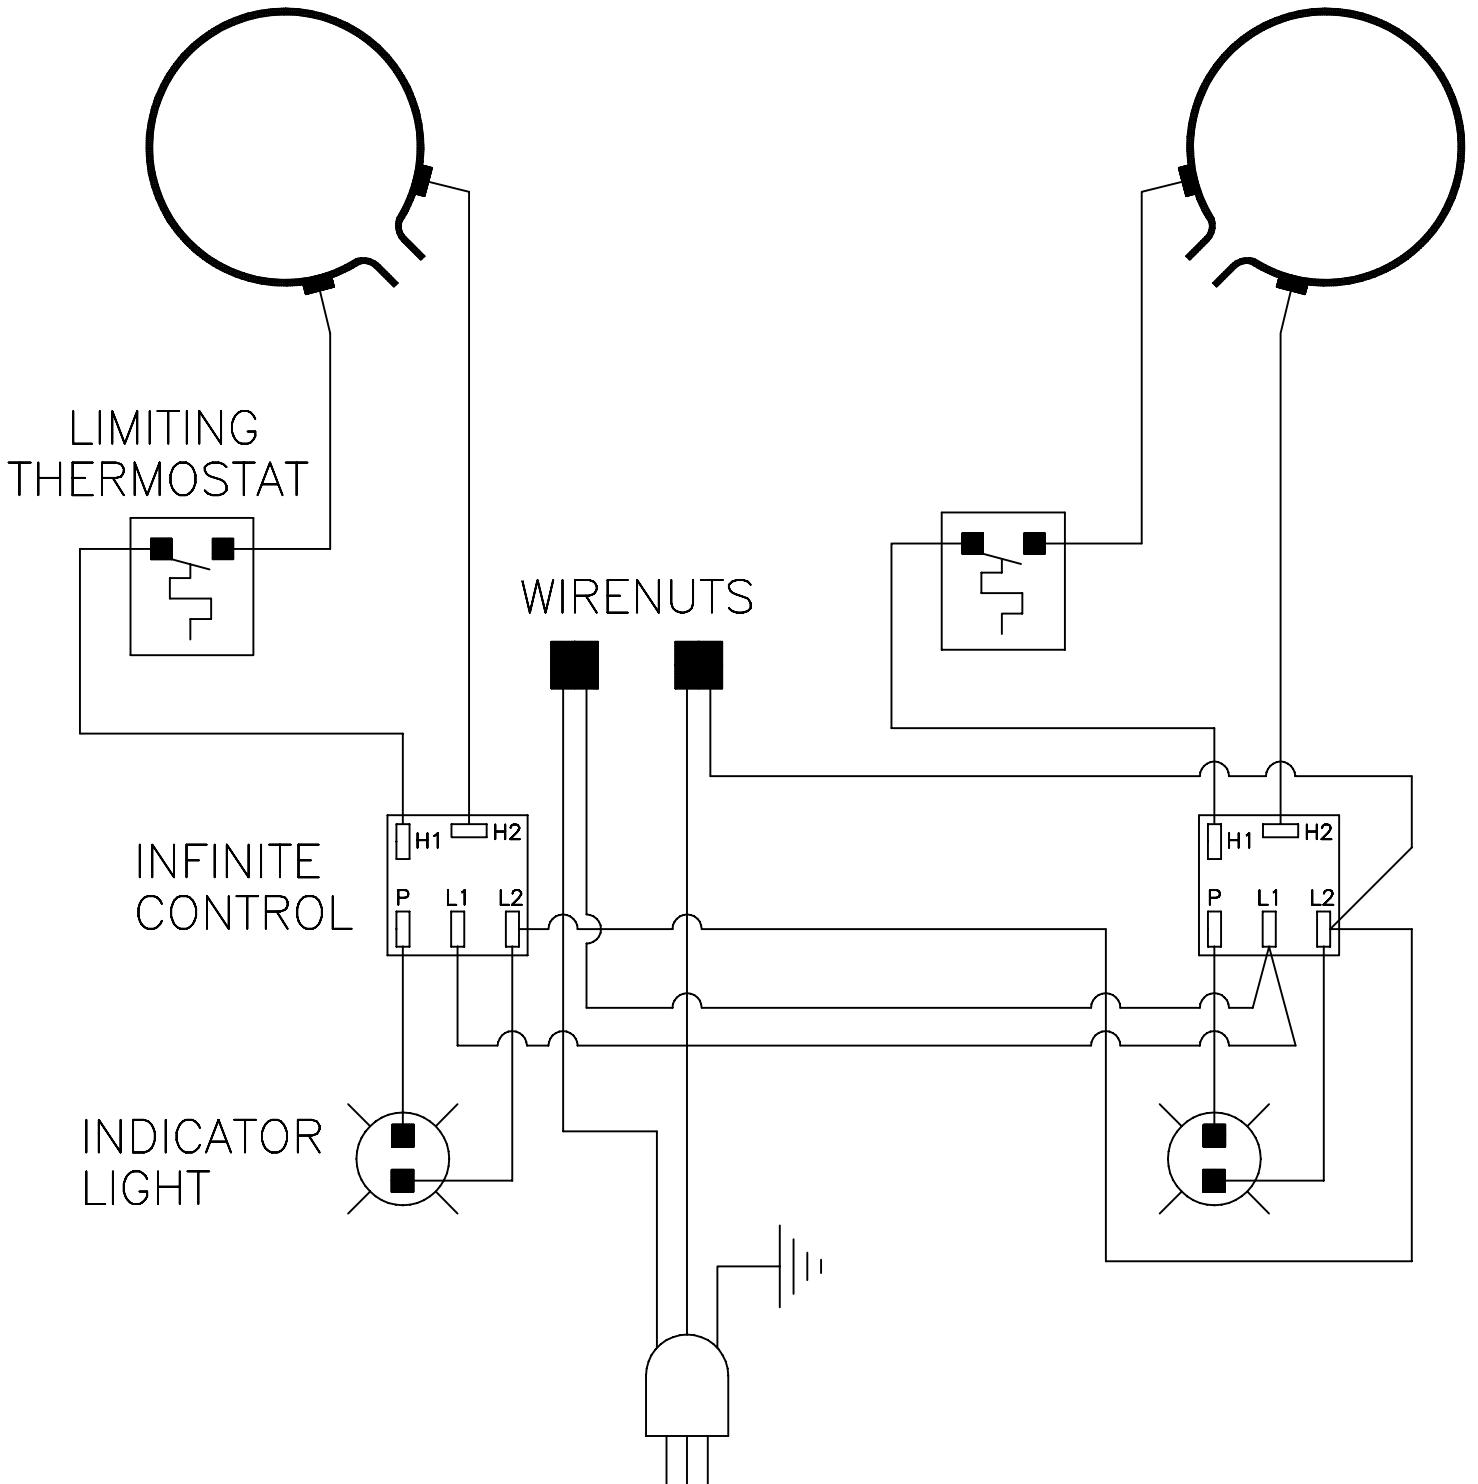 LIMITING
THERMOSTAT
WIRENUTS
INFINITE
CONTROL
H1 H2
P L1 L2
H1 H2
P L1 L2
INDICATOR
LIGHT